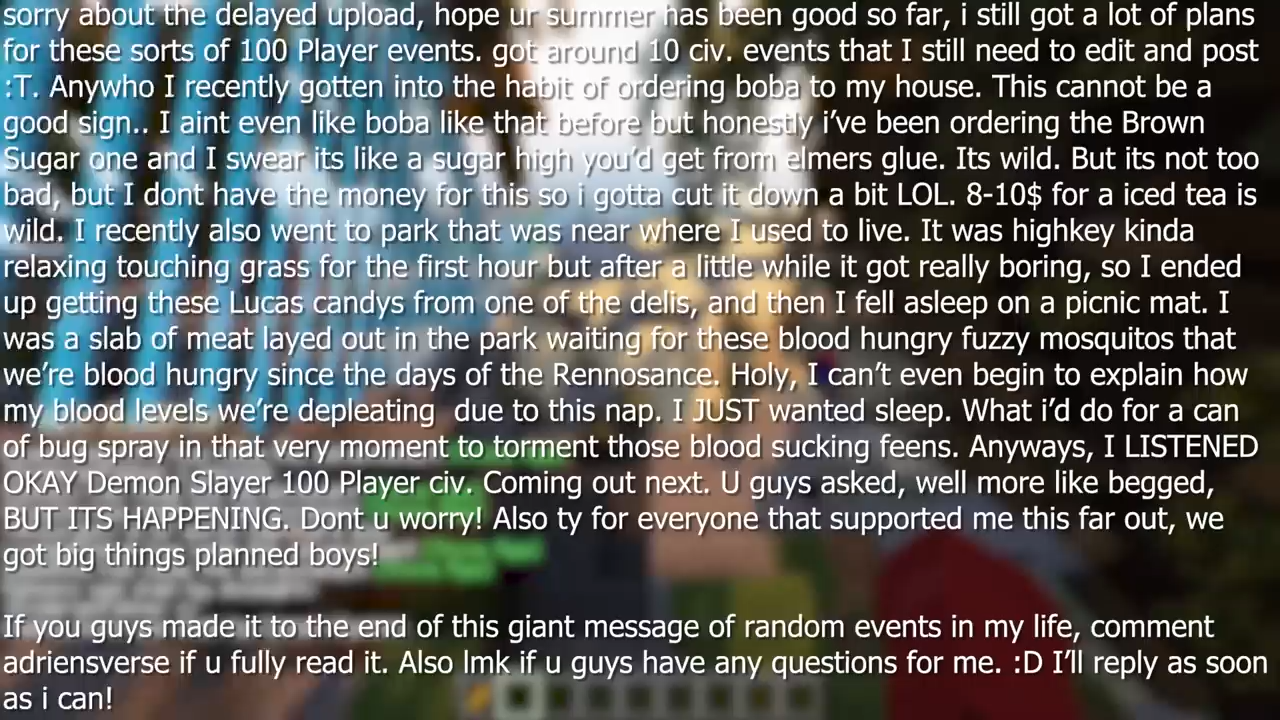 sorry about the delayed upload, hope ur summer has been good so far, i still got a lot of plans
for these sorts of 100 Player events. got around 10 civ. events that I still need to edit and post
:T. Anywho I recently gotten into the habit of ordering boba to my house. This cannot be a
good sign.. I aint even like boba like that before but honestly i've been ordering the Brown
Sugar one and I swear its like a sugar high you'd get from elmers glue. Its wild. But its not too
bad, but I dont have the money for this so i gotta cut it down a bit LOL. 8-10$ for a iced tea is
wild. I recently also went to park that was near where I used to live. It was highkey kinda
relaxing touching grass for the first hour but after a little while it got really boring, so I ended
up getting these Lucas candys from one of the delis, and then I fell asleep on a picnic mat. I
was a slab of meat layed out in the park waiting for these blood hungry fuzzy mosquitos that
we're blood hungry since the days of the Rennosance. Holy, I can't even begin to explain how
my blood levels we're depleating  due to this nap. I JUST wanted sleep. What i'd do for a can
of bug spray in that very moment to torment those blood sucking feens. Anyways, I LISTENED
OKAY Demon Slayer 100 Player civ. Coming out next. U guys asked, well more like begged,
BUT ITS HAPPENING. Dont u worry! Also ty for everyone that supported me this far out, we
got big things planned boys!
If you guys made it to the end of this giant message of random events in my life, comment
adriensverse if u fully read it. Also lmk if u guys have any questions for me. :D I'll reply as soon
as i can!